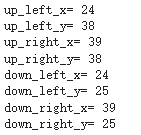 up_left_x= 24
up_left_y= 38
up_right_x= 39
up_right_y= 38
down_left_x= 24
down_left_y= 25
down_right_x= 39
down_right_y= 25